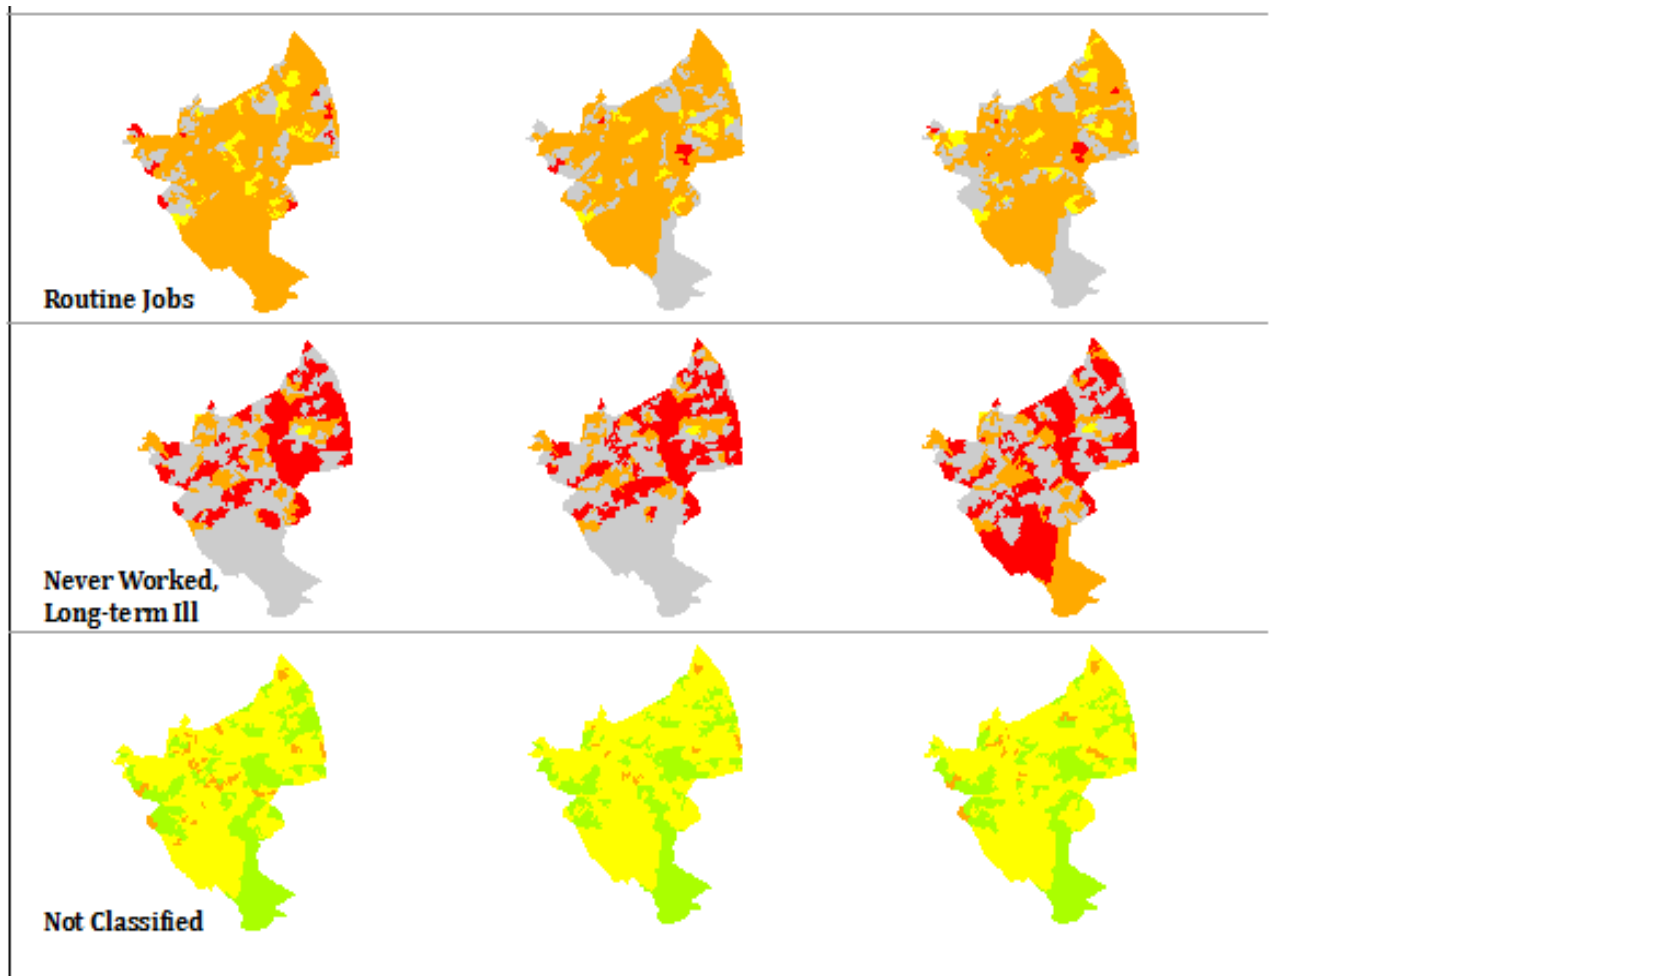 Routine Jobs
Never Worked,
Long-term Ill
Not Classified